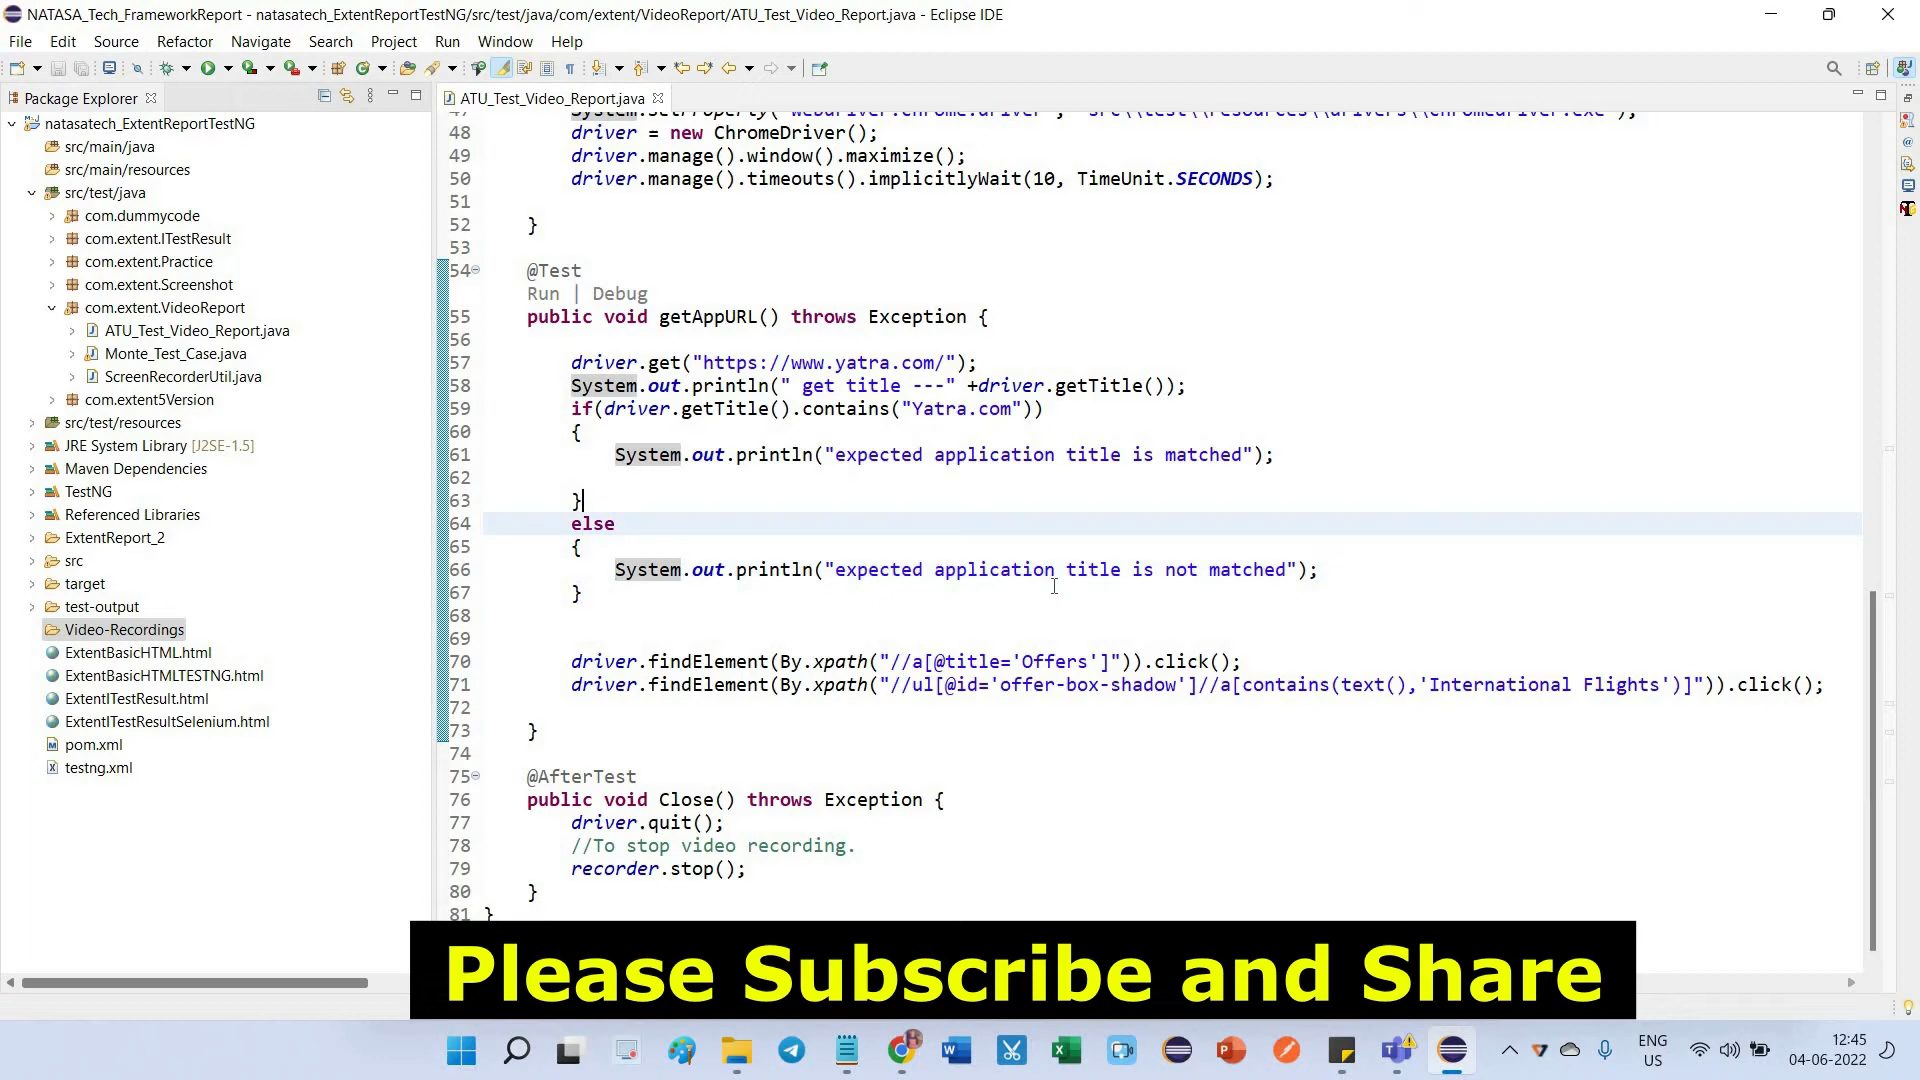 NATASA_Tech_FrameworkReport - natasatech_ExtentReportTestNG/src/test/java/com/extent/VideoReport/ATU_Test_Video_Report.java - Eclipse IDE
File Edit Source Refactor Navigate Search Project Run Window Help
Package Explorer
ATU_Test_Video_Report.java
natasatech_ExtentReportTestNG
src/main/java
src/main/resources
src/test/java
com.dummycode
com.extent.ITestResult
com.extent.Practice
com.extent.Screenshot
com.extent.VideoReport
ATU_Test_Video_Report.java
Monte_Test_Case.java
ScreenRecorderUtil.java
com.extent5Version
src/test/resources
JRE System Library [J2SE-1.5]
Maven Dependencies
TestNG
Referenced Libraries
ExtentReport_2
src
target
test-output
Video-Recordings
ExtentBasicHTML.html
ExtentBasicHTMLTESTNG.html
ExtentITestResult.html
ExtentITestResultSelenium.html
pom.xml
testng.xml
47 System.setProperty("webdriver.chrome.driver", "src\\test\\resources\\drivers\\chromedriver.exe");
48 driver = new ChromeDriver();
49 driver.manage().window().maximize();
50 driver.manage().timeouts().implicitlyWait(10, TimeUnit.SECONDS);
51
52 }
53
54 @Test
Run | Debug
55 public void getAppURL() throws Exception {
56
57 driver.get("https://www.yatra.com/");
58 System.out.println(" get title ---" +driver.getTitle());
59 if(driver.getTitle().contains("Yatra.com"))
60 {
61 System.out.println("expected application title is matched");
62
63 }
64 else
65 {
66 System.out.println("expected application title is not matched");
67 }
68
69
70 driver.findElement(By.xpath("//a[@title='Offers']")).click();
71 driver.findElement(By.xpath("//ul[@id='offer-box-shadow']//a[contains(text(),'International Flights')]")).click();
72
73 }
74
75 @AfterTest
76 public void Close() throws Exception {
77 driver.quit();
78 //To stop video recording.
79 recorder.stop();
80 }
81 }
Please Subscribe and Share
ENG
US
12:45
04-06-2022